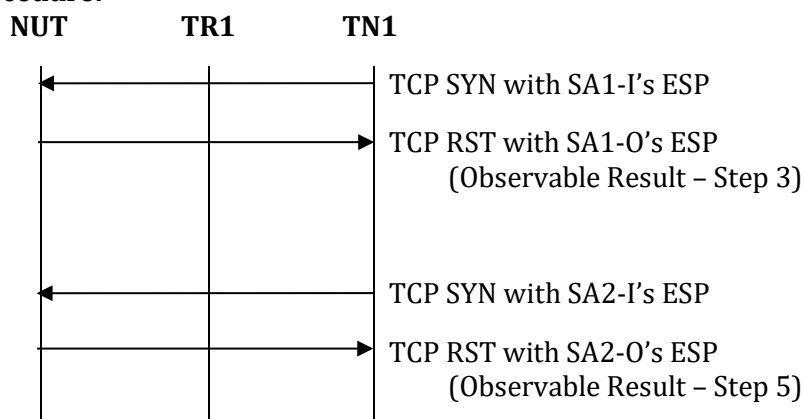 NUT TR1 TN1
TCP SYN with SA1-I's ESP
TCP RST with SA1-O's ESP
(Observable Result – Step 3)
TCP SYN with SA2-I's ESP
TCP RST with SA2-O's ESP
(Observable Result – Step 5)